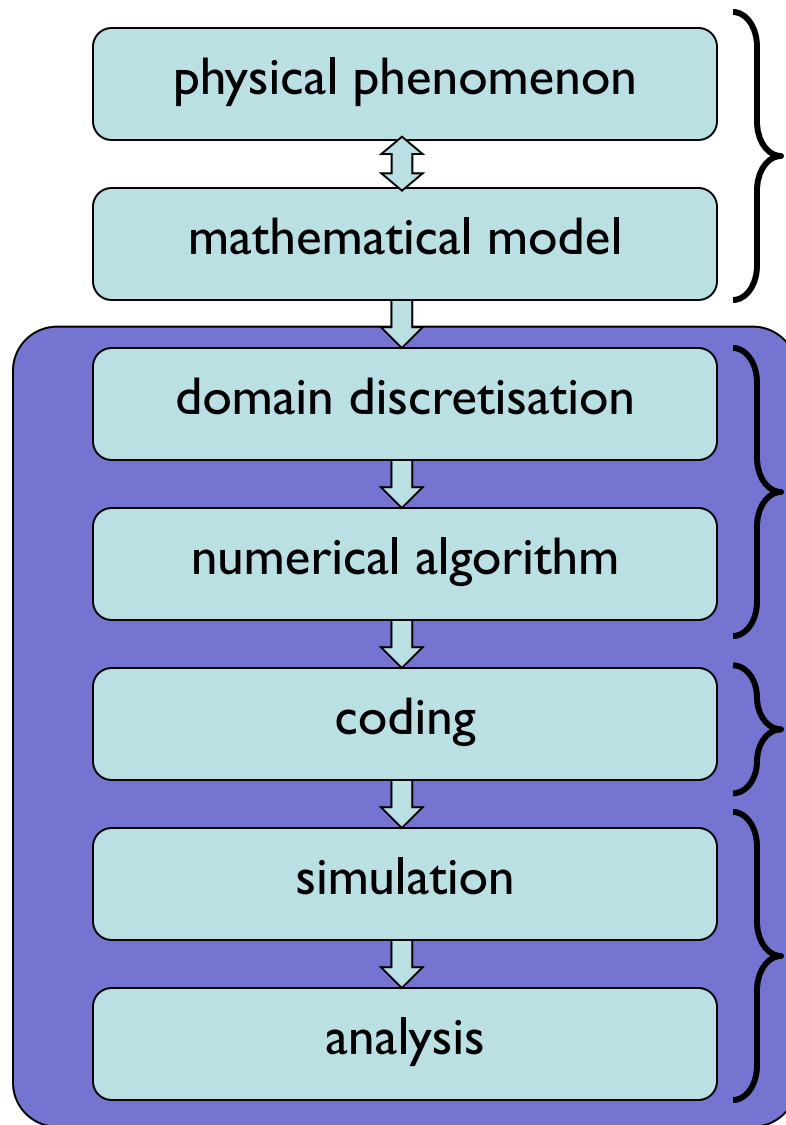 physical phenomenon
mathematical model
domain discretisation
numerical algorithm
coding
simulation
analysis